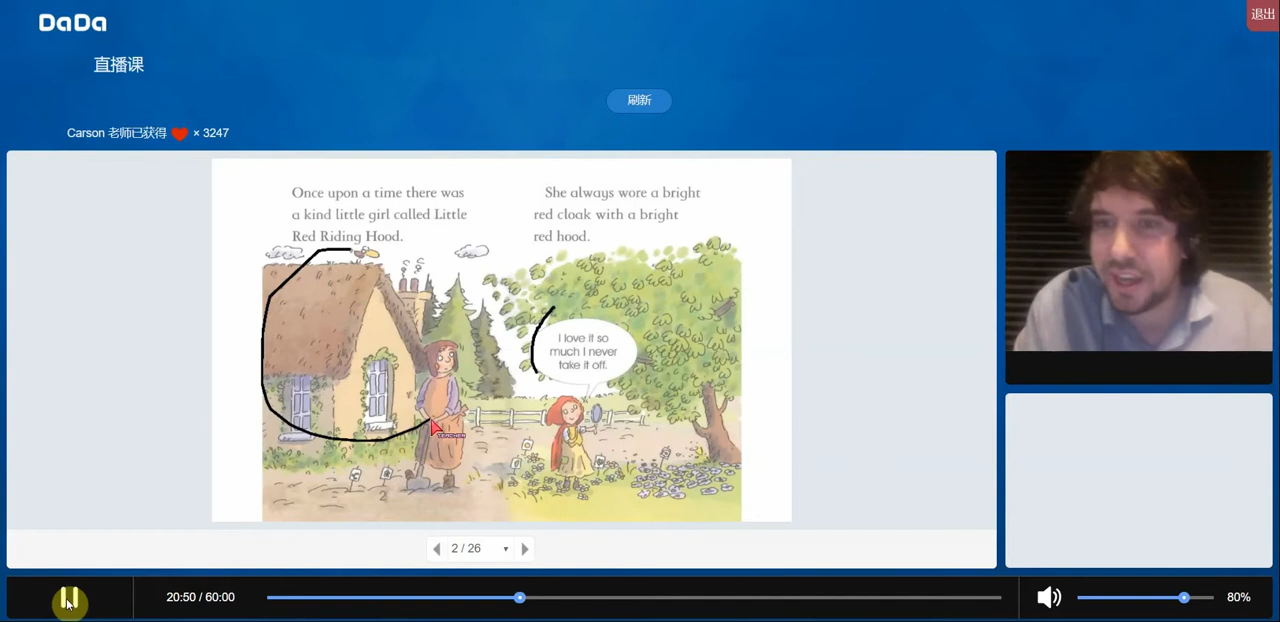 DaDa
退出
直播课
刷新
Carson 老师已获得 × 3247
Once upon a time there was
a kind little girl called Little
Red Riding Hood.
She always wore a bright
red cloak with a bright
red hood.
I love it so
much I never
take it off.
TEACHER
2
2 / 26
20:50 / 60:00
80%